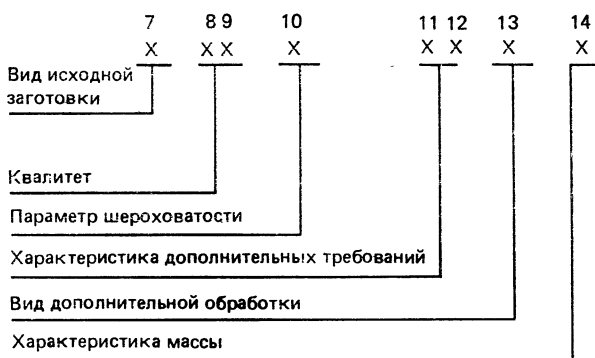 7 8 9 10 11 12 13 14
X X X X X X X X
Вид исходной
заготовки
Квалитет
Параметр шероховатости
Характеристика дополнительных требований
Вид дополнительной обработки
Характеристика массы